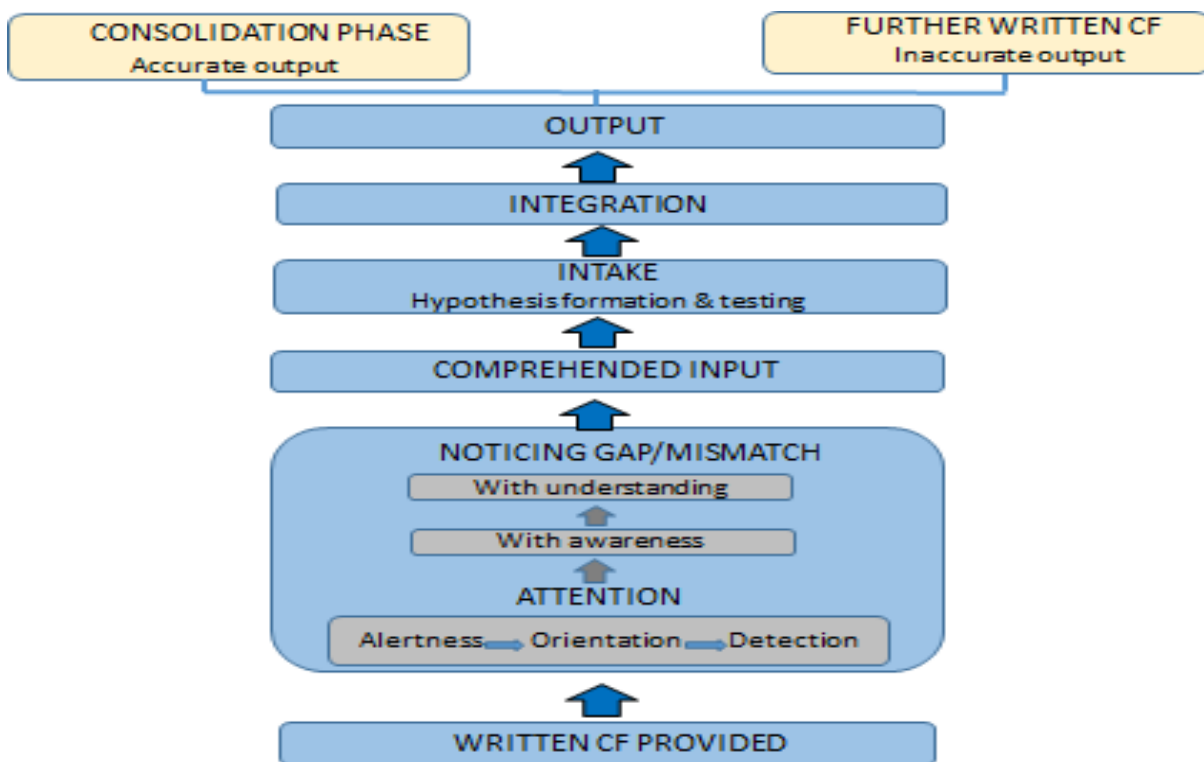 CONSOLIDATION PHASE
Accurate output
FURTHER WRITTEN CF
Inaccurate output
OUTPUT
INTEGRATION
INTAKE
Hypothesis formation & testing
COMPREHENDED INPUT
NOTICING GAP/MISMATCH
With understanding
With awareness
ATTENTION
Alertness Orientation Detection
WRITTEN CF PROVIDED